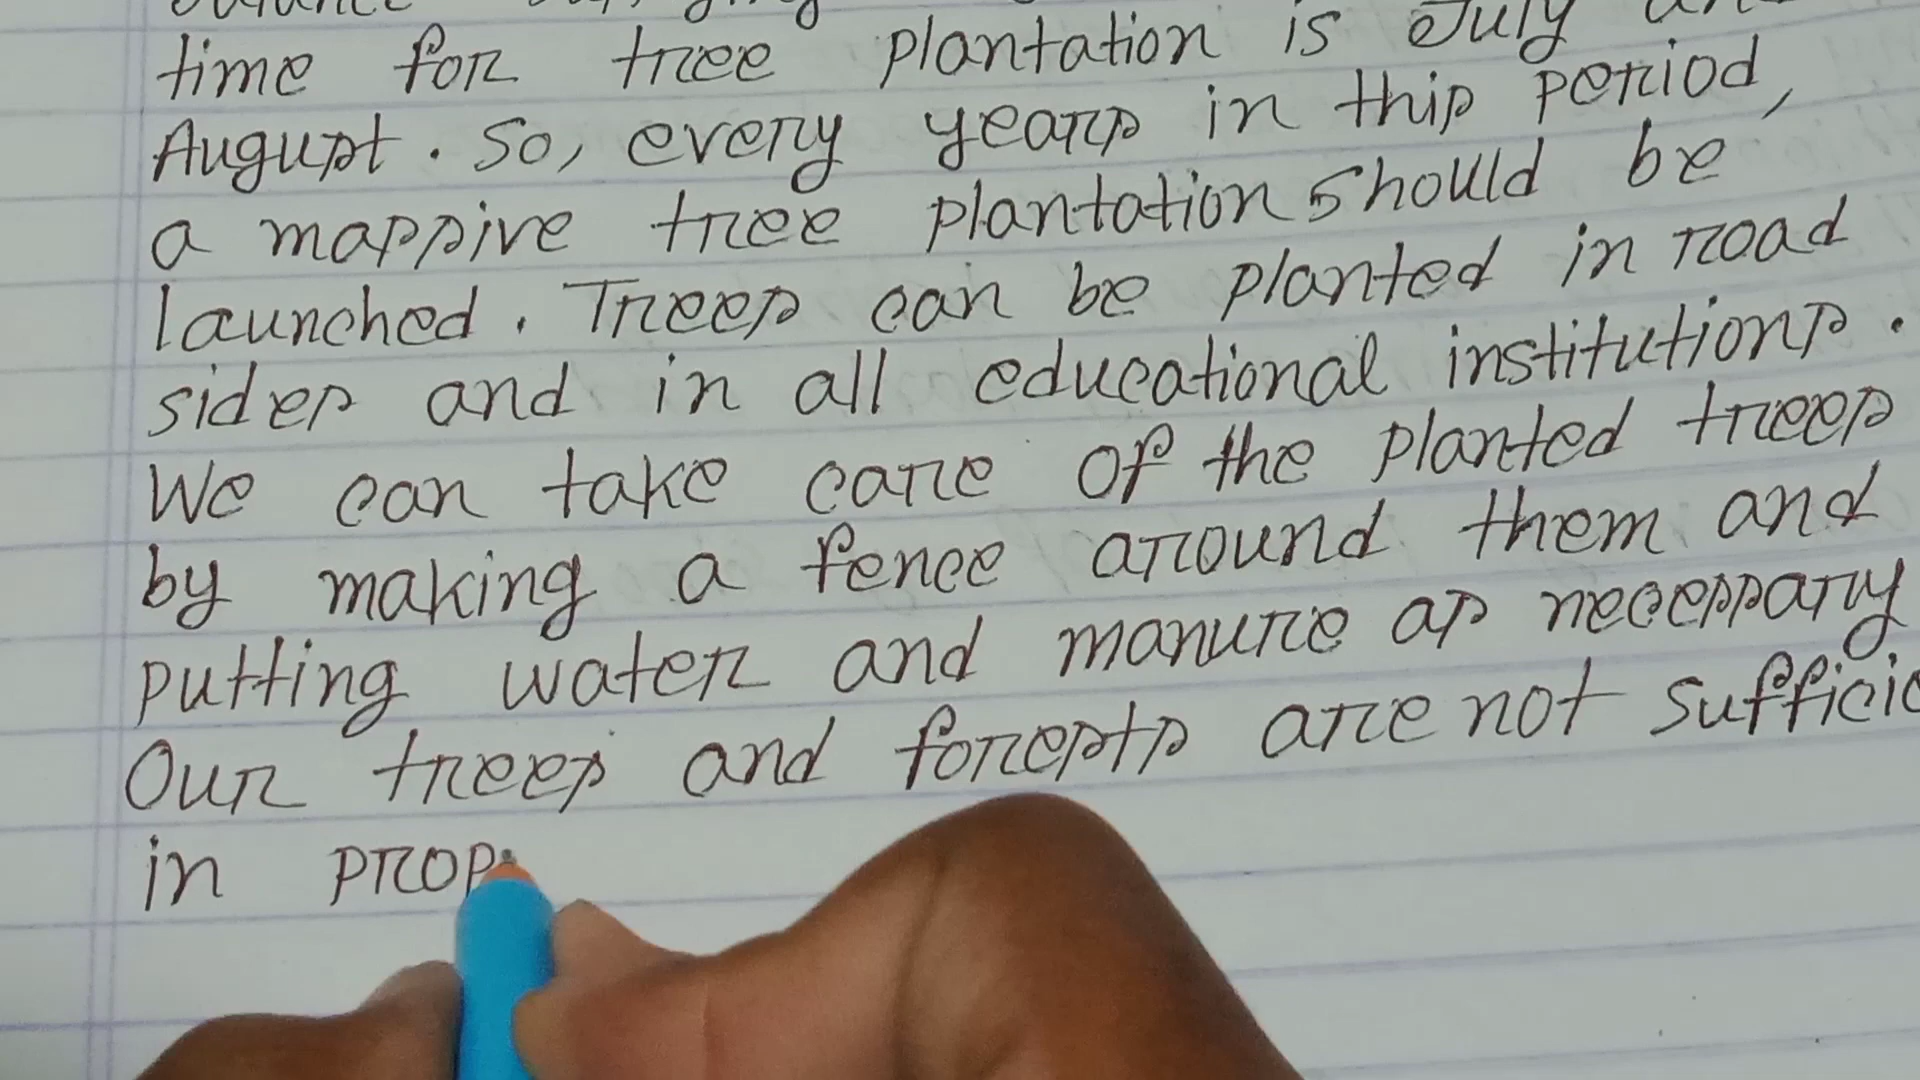 time for tree plantation is July
August. So, every years in this period,
a massive tree plantation should be
launched. Trees can be planted in road
sides and in all educational institutions.
We can take care of the planted trees
by making a fence around them and
putting water and manure as necessary
Our trees and forests are not suffici
in prop